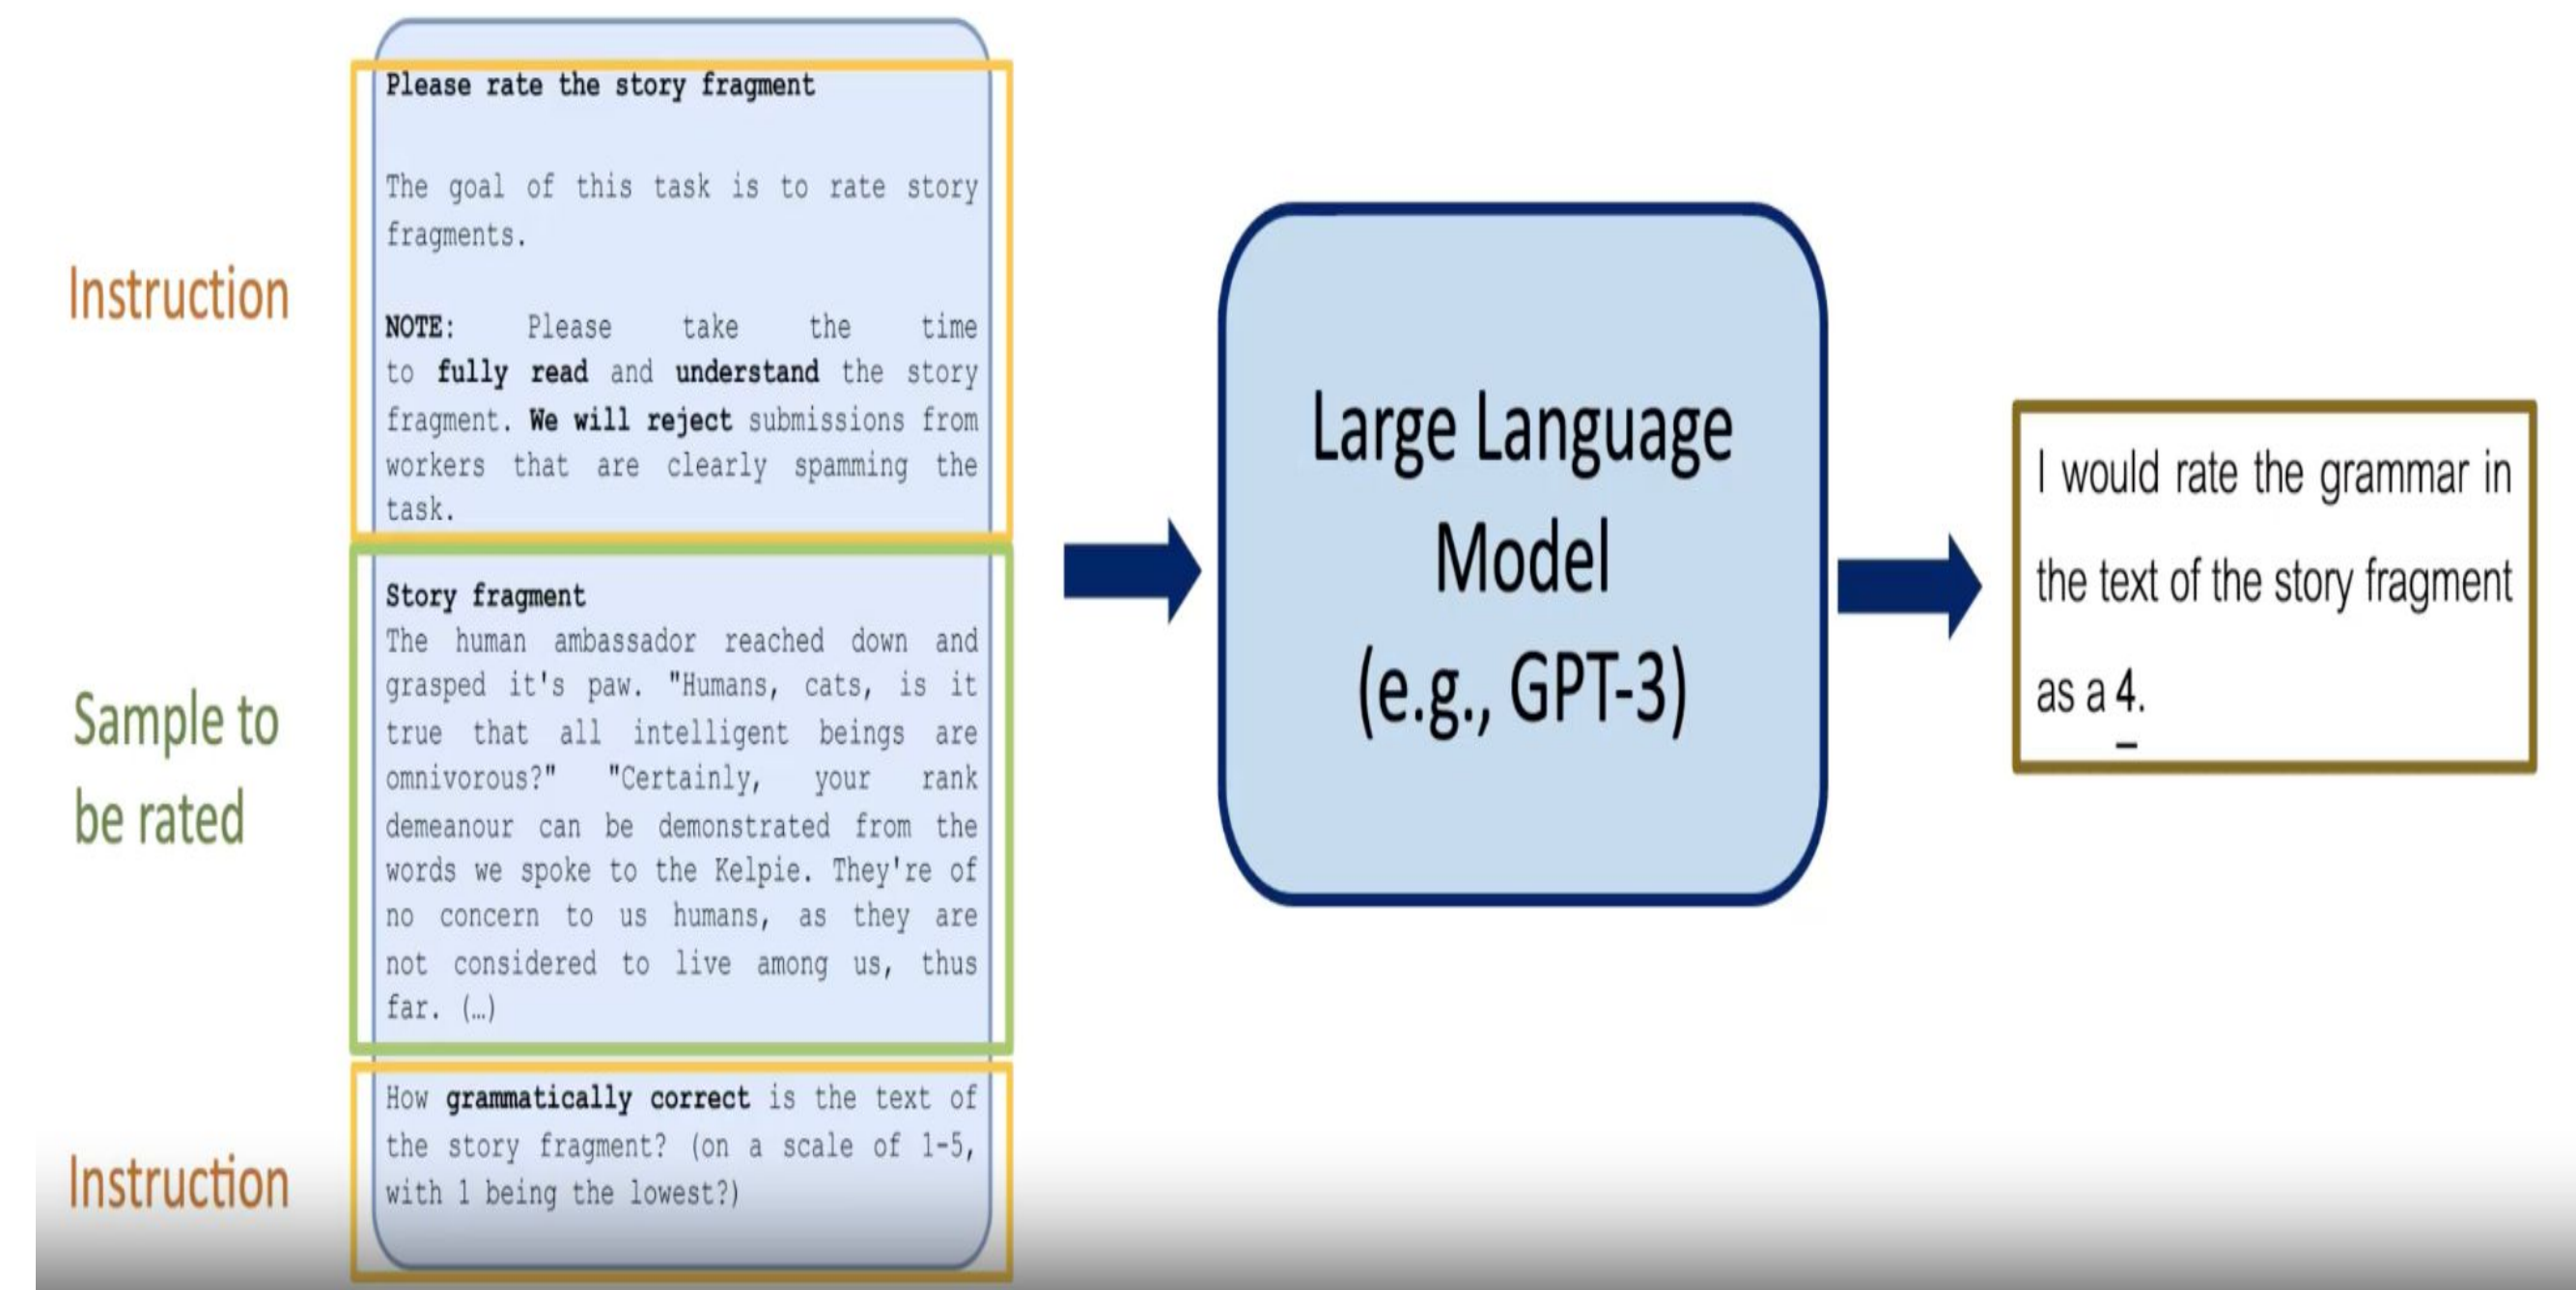 Instruction
Please rate the story fragment
The goal of this task is to rate story
fragments.
NOTE: Please take the time
to fully read and understand the story
fragment. We will reject submissions from
workers that are clearly spamming the
task.
Sample to
be rated
Story fragment
The human ambassador reached down and
grasped it's paw. "Humans, cats, is it
true that all intelligent beings are
omnivorous?" "Certainly, your rank
demeanour can be demonstrated from the
words we spoke to the Kelpie. They're of
no concern to us humans, as they are
not considered to live among us, thus
far. (…)
Instruction
How grammatically correct is the text of
the story fragment? (on a scale of 1-5,
with 1 being the lowest?)
Large Language
Model
(e.g., GPT-3)
I would rate the grammar in
the text of the story fragment
as a 4.